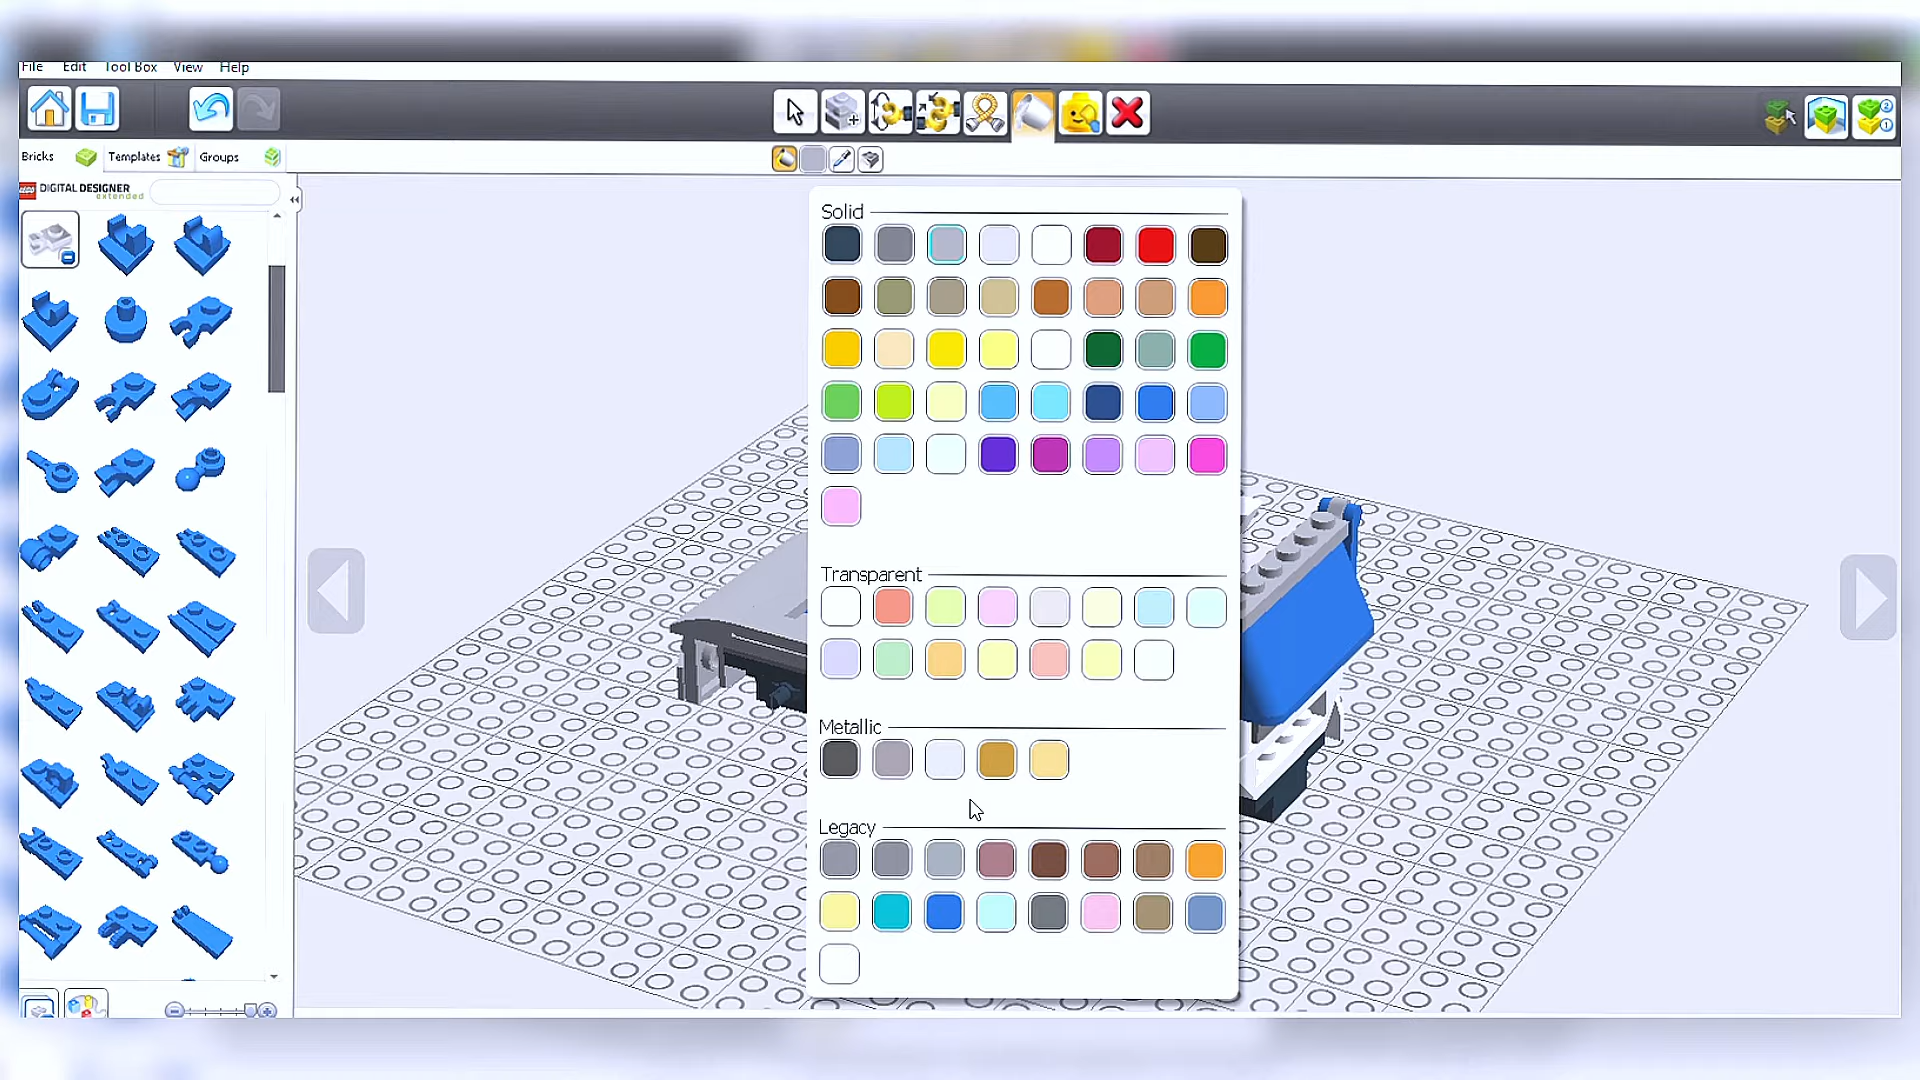 File Edit Tool Box View Help
Bricks Templates Groups
DIGITAL DESIGNER
extended
Solid
Transparent
Metallic
Legacy